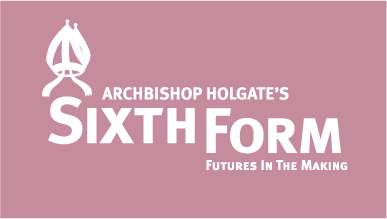 ARCHBISHOP HOLGATE'S
SIXTH FORM
FUTURES IN THE MAKING